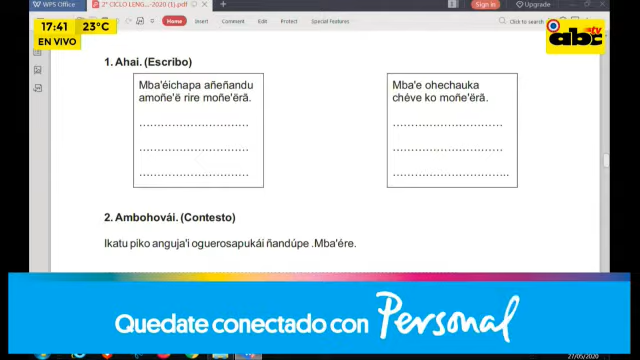 WPS Office
2° CICLO LENG...-2020 (1).pdf
Sign in
Upgrade
17:41
23°C
EN VIVO
Home
Insert
Comment
Edit
Protect
Special Features
Click to search
abc
tv
1. Ahai. (Escribo)
Mba'éichapa añeñandu
amoñe'ë rire moñe'ërä.
.................................
.................................
.................................
Mba'e ohechauka
chéve ko moñe'ërä.
.................................
.................................
...................................
2. Ambohovái. (Contesto)
Ikatu piko anguja'i oguerosapukái ñandúpe .Mba'ére.
Quedate conectado con Personal
27/05/2020